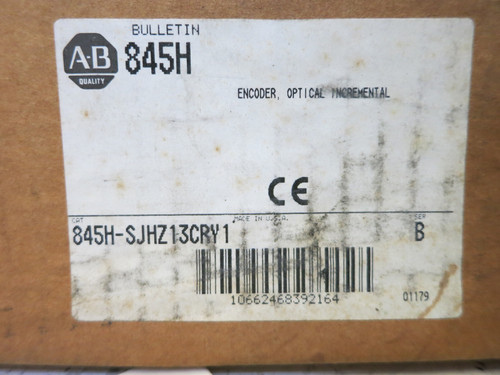 BULLETIN
A-B
QUALITY
845H
ENCODER, OPTICAL INCREMENTAL
CE
CAT
MADE IN U.S.A.
SER
845H-SJHZ13CRY1
B
10662468392164
01179